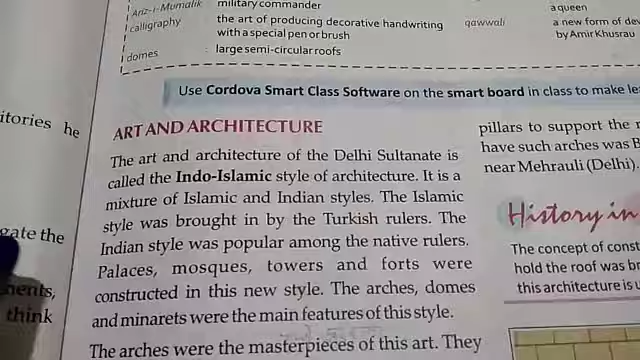 Ariz-i-Mumalik military commander
calligraphy the art of producing decorative handwriting
with a special pen or brush
domes : large semi-circular roofs
a queen
qawwali a new form of dev
by Amir Khusrau
Use Cordova Smart Class Software on the smart board in class to make
itories he
gate the
ments,
think
ART AND ARCHITECTURE
The art and architecture of the Delhi Sultanate is
called the Indo-Islamic style of architecture. It is a
mixture of Islamic and Indian styles. The Islamic
style was brought in by the Turkish rulers. The
Indian style was popular among the native rulers.
Palaces, mosques, towers and forts were
constructed in this new style. The arches, domes
and minarets were the main features of this style.
The arches were the masterpieces of this art. They
pillars to support the
have such arches was B
near Mehrauli (Delhi).
History in
The concept of const
hold the roof was br
this architecture is u